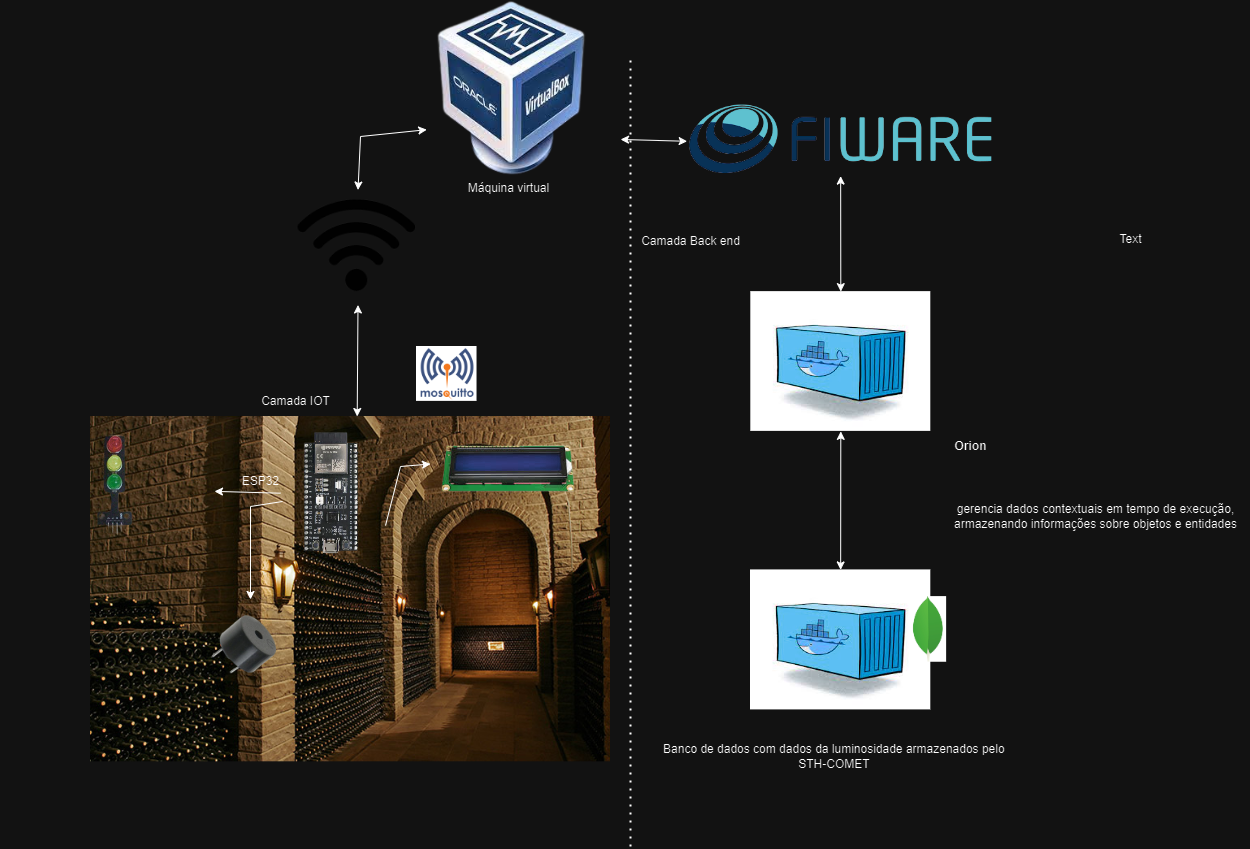 ORACLE
VirtualBox
Máquina virtual
FIWARE
Camada Back end
Text
mosquitto
Camada IOT
ESP32
Orion
gerencia dados contextuais em tempo de execução,
armazenando informações sobre objetos e entidades
Banco de dados com dados da luminosidade armazenados pelo
STH-COMET